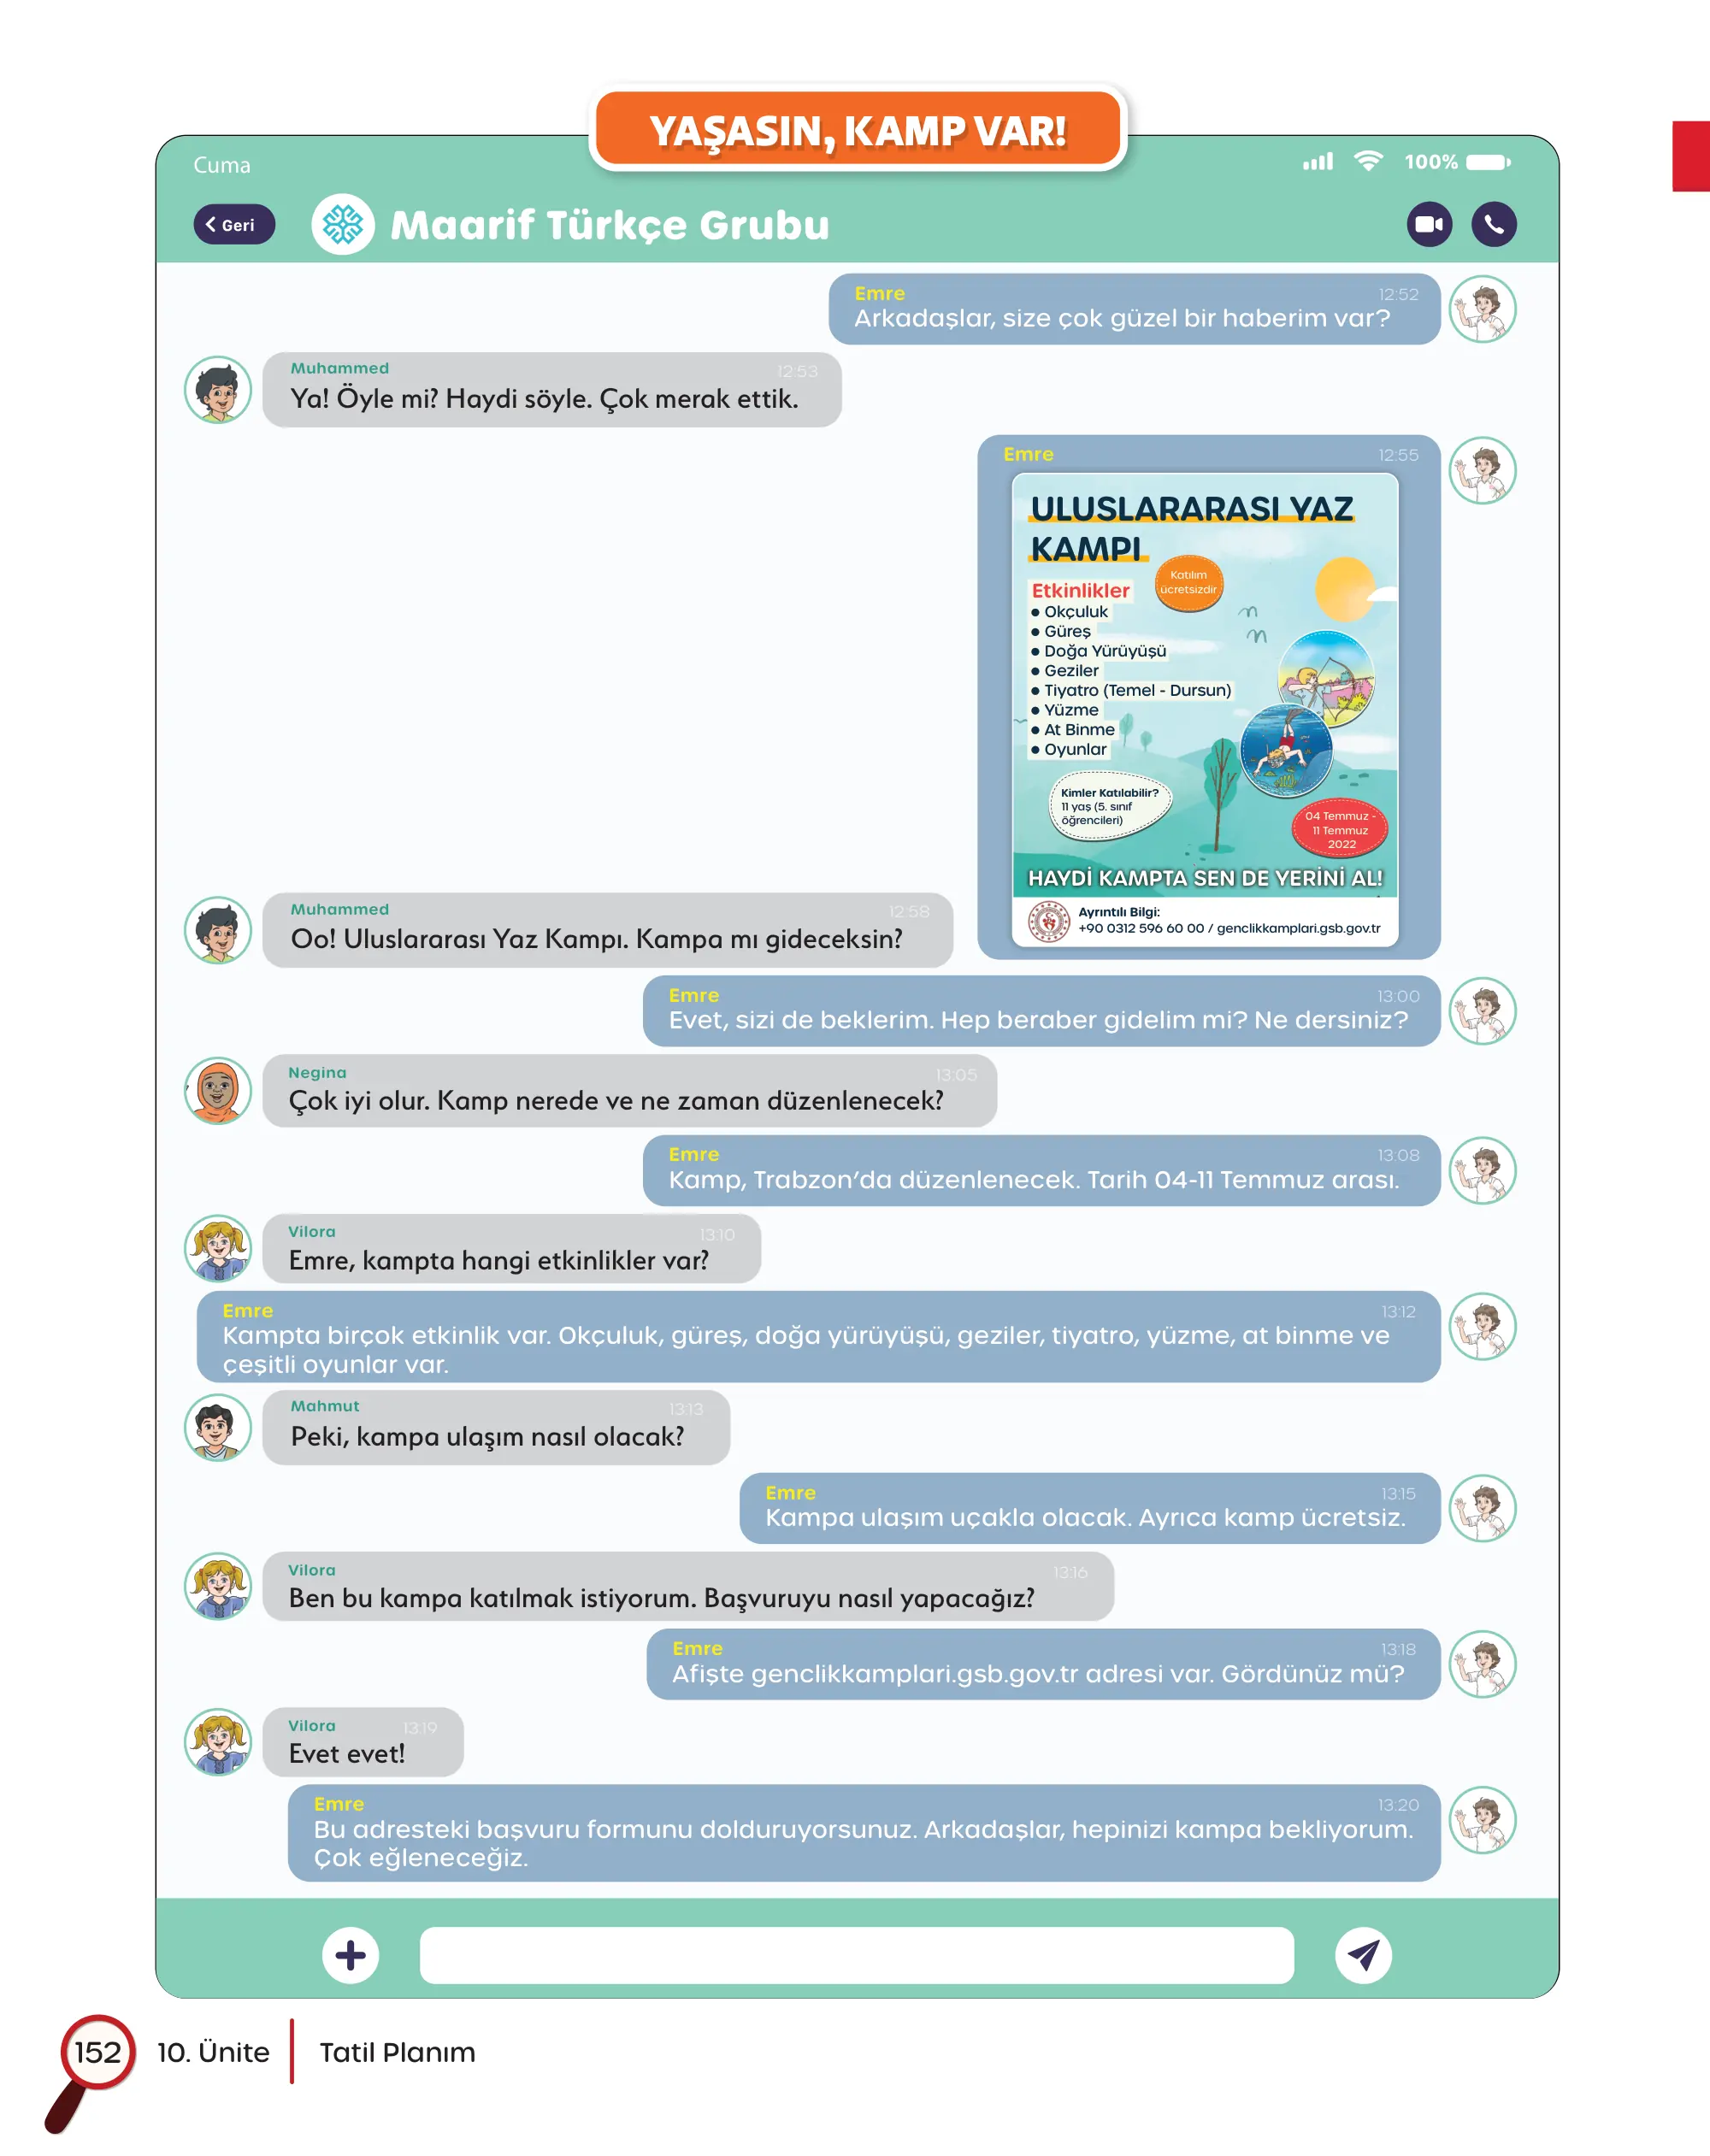 YAŞASIN, KAMP VAR!
Cuma
100%
Geri
Maarif Türkçe Grubu
Emre
12:52
Arkadaşlar, size çok güzel bir haberim var?
Muhammed
12:53
Ya! Öyle mi? Haydi söyle. Çok merak ettik.
Emre
12:55
ULUSLARARASI YAZ
KAMPI
Katılım
ücretsizdir
Etkinlikler
• Okçuluk
• Güreş
• Doğa Yürüyüşü
• Geziler
• Tiyatro (Temel - Dursun)
• Yüzme
• At Binme
• Oyunlar
Kimler Katılabilir?
11 yaş (5. sınıf
öğrencileri)
04 Temmuz -
11 Temmuz
2022
HAYDİ KAMPTA SEN DE YERİNİ AL!
Ayrıntılı Bilgi:
+90 0312 596 60 00 / genclikkamplari.gsb.gov.tr
Muhammed
12:58
Oo! Uluslararası Yaz Kampı. Kampa mı gideceksin?
Emre
13:00
Evet, sizi de beklerim. Hep beraber gidelim mi? Ne dersiniz?
Negina
13:05
Çok iyi olur. Kamp nerede ve ne zaman düzenlenecek?
Emre
13:08
Kamp, Trabzon’da düzenlenecek. Tarih 04-11 Temmuz arası.
Vilora
13:10
Emre, kampta hangi etkinlikler var?
Emre
13:12
Kampta birçok etkinlik var. Okçuluk, güreş, doğa yürüyüşü, geziler, tiyatro, yüzme, at binme ve
çeşitli oyunlar var.
Mahmut
13:13
Peki, kampa ulaşım nasıl olacak?
Emre
13:15
Kampa ulaşım uçakla olacak. Ayrıca kamp ücretsiz.
Vilora
13:16
Ben bu kampa katılmak istiyorum. Başvuruyu nasıl yapacağız?
Emre
13:18
Afişte genclikkamplari.gsb.gov.tr adresi var. Gördünüz mü?
Vilora
13:19
Evet evet!
Emre
13:20
Bu adresteki başvuru formunu dolduruyorsunuz. Arkadaşlar, hepinizi kampa bekliyorum.
Çok eğleneceğiz.
152
10. Ünite
Tatil Planım